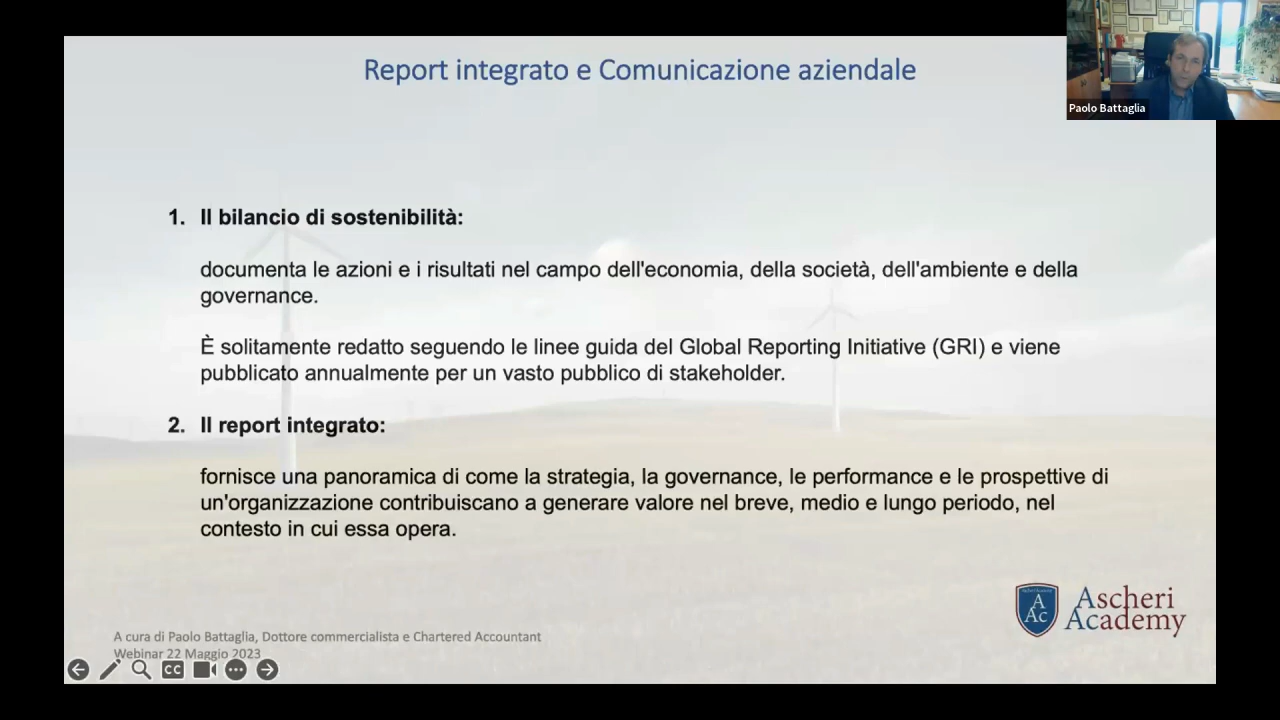 Report integrato e Comunicazione aziendale
Paolo Battaglia
1. Il bilancio di sostenibilità:
documenta le azioni e i risultati nel campo dell'economia, della società, dell'ambiente e della
governance.
È solitamente redatto seguendo le linee guida del Global Reporting Initiative (GRI) e viene
pubblicato annualmente per un vasto pubblico di stakeholder.
2. Il report integrato:
fornisce una panoramica di come la strategia, la governance, le performance e le prospettive di
un'organizzazione contribuiscano a generare valore nel breve, medio e lungo periodo, nel
contesto in cui essa opera.
A
Ac
Ascheri
Academy
A cura di Paolo Battaglia, Dottore commercialista e Chartered Accountant
Webinar 22 Maggio 2023
CC